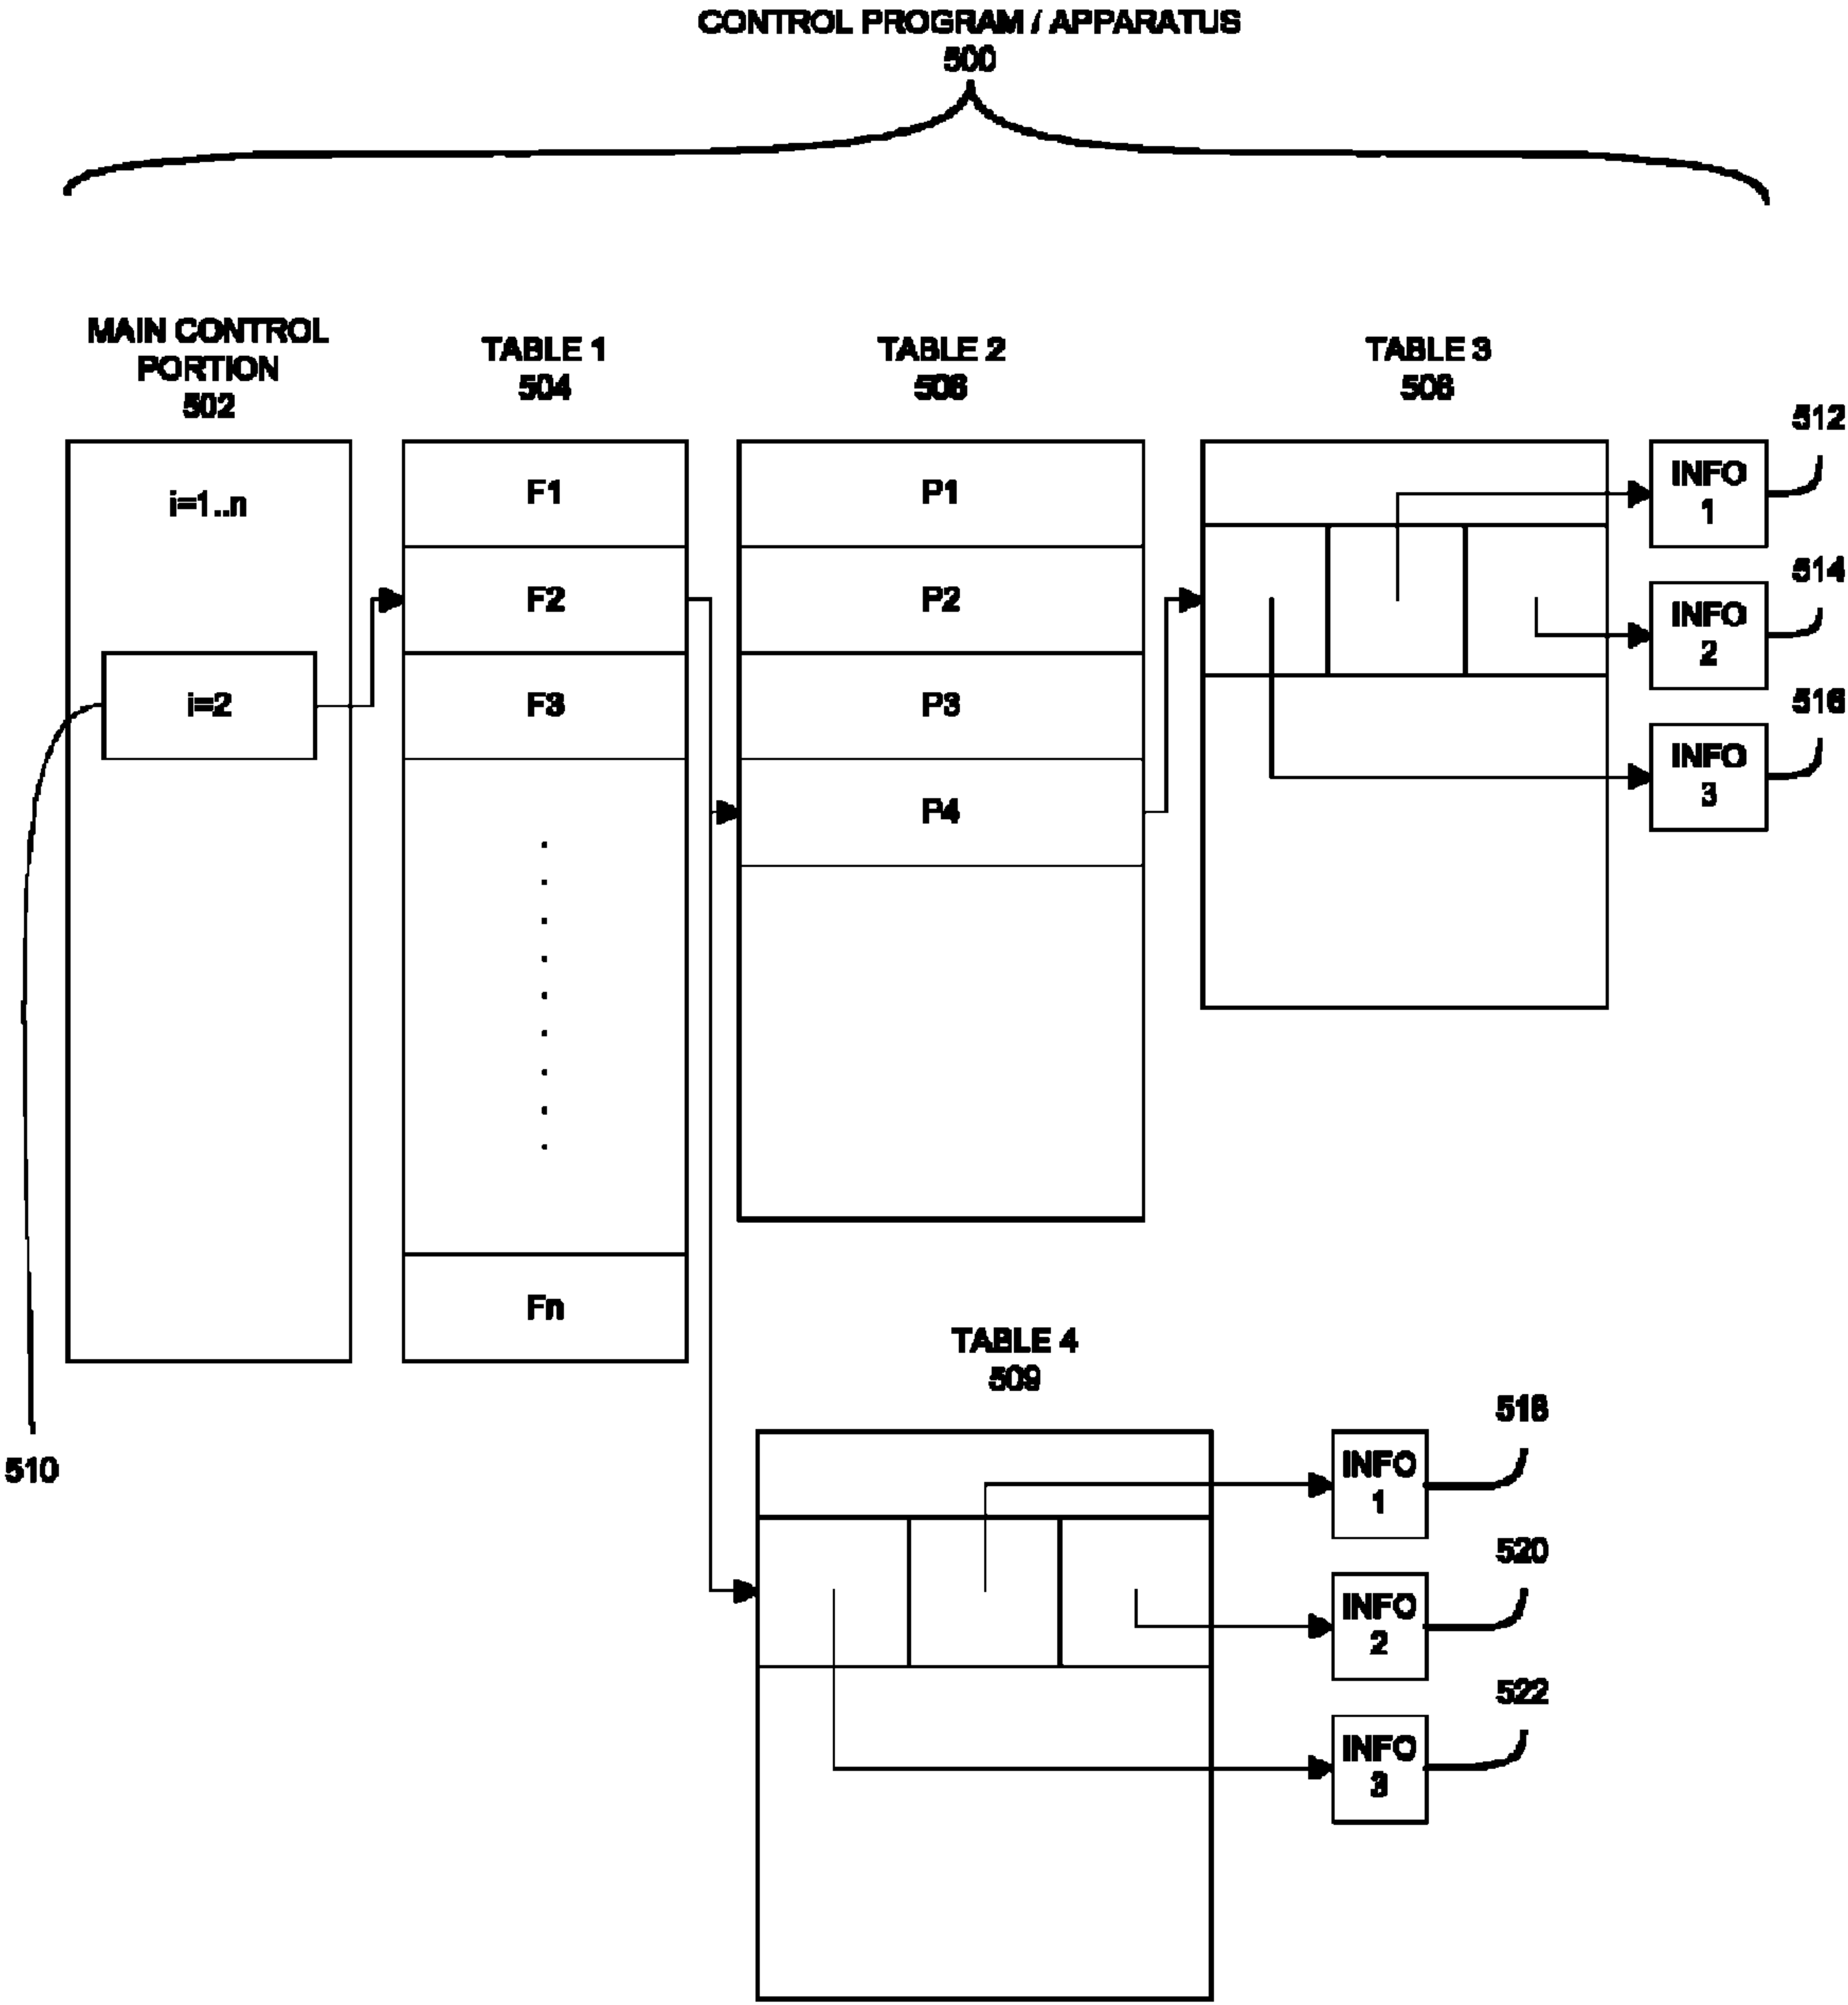 CONTROL PROGRAM / APPARATUS
500
MAIN CONTROL
PORTION
502
TABLE 1
504
TABLE 2
506
TABLE 3
508
i=1..n
i=2
F1
F2
F3
Fn
P1
P2
P3
P4
INFO
1
512
INFO
2
514
INFO
3
516
510
TABLE 4
509
INFO
1
518
INFO
2
520
INFO
3
522